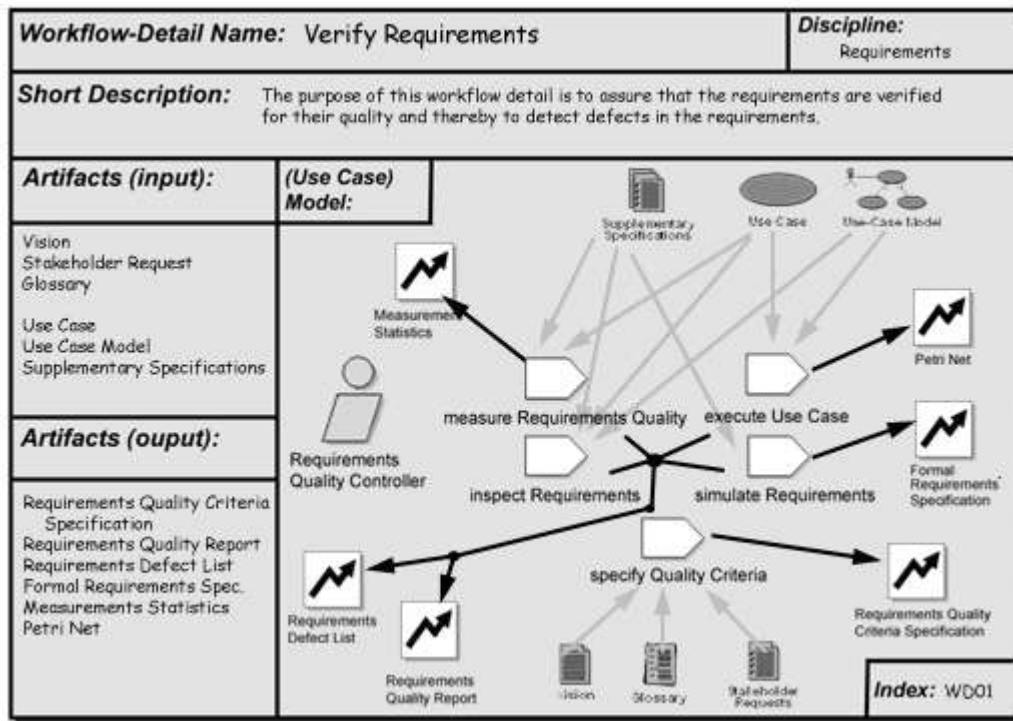 Workflow-Detail Name: Verify Requirements
Discipline:
Requirements
Short Description: The purpose of this workflow detail is to assure that the requirements are verified
for their quality and thereby to detect defects in the requirements.
Artifacts (input):
Vision
Stakeholder Request
Glossary
Use Case
Use Case Model
Supplementary Specifications
Artifacts (ouput):
Requirements Quality Criteria
Specification
Requirements Quality Report
Requirements Defect List
Formal Requirements Spec.
Measurements Statistics
Petri Net
(Use Case)
Model:
Supplementary
Specifications
Use Case
Use-Case Model
Measurement
Statistics
Petri Net
measure Requirements Quality
execute Use Case
Requirements
Quality Controller
inspect Requirements
simulate Requirements
Formal
Requirements
Specification
specify Quality Criteria
Requirements
Defect List
Requirements
Quality Report
Requirements Quality
Criteria Specification
Vision
Glossary
Stakeholder
Requests
Index: WD01